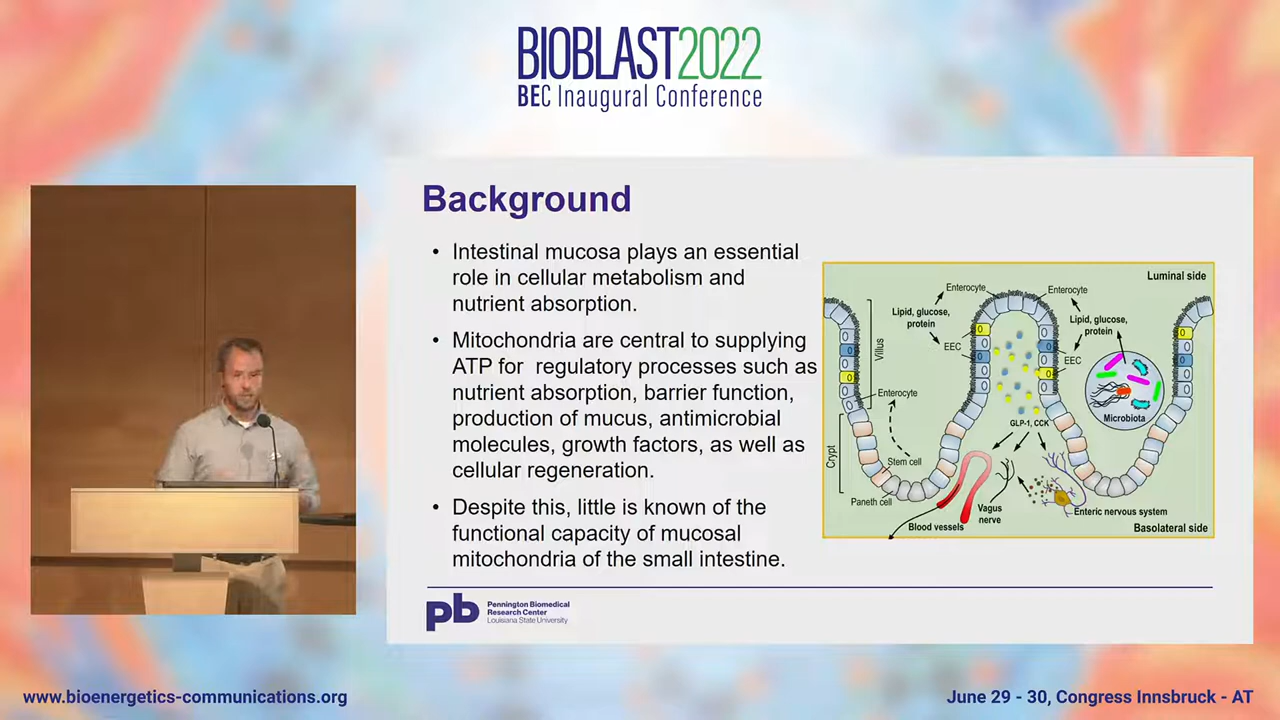 BIOBLAST2022
BEC Inaugural Conference
Background
• Intestinal mucosa plays an essential
role in cellular metabolism and
nutrient absorption.
• Mitochondria are central to supplying
ATP for regulatory processes such as
nutrient absorption, barrier function,
production of mucus, antimicrobial
molecules, growth factors, as well as
cellular regeneration.
• Despite this, little is known of the
functional capacity of mucosal
mitochondria of the small intestine.
Luminal side
Enterocyte
Enterocyte
Lipid, glucose,
protein
Lipid, glucose,
protein
EEC
EEC
Villus
Enterocyte
Microbiota
GLP-1, CCK
Crypt
Stem cell
Paneth cell
Vagus
nerve
Enteric nervous system
Blood vessels
Basolateral side
pb
Pennington Biomedical
Research Center
Louisiana State University
www.bioenergetics-communications.org
June 29 - 30, Congress Innsbruck - AT